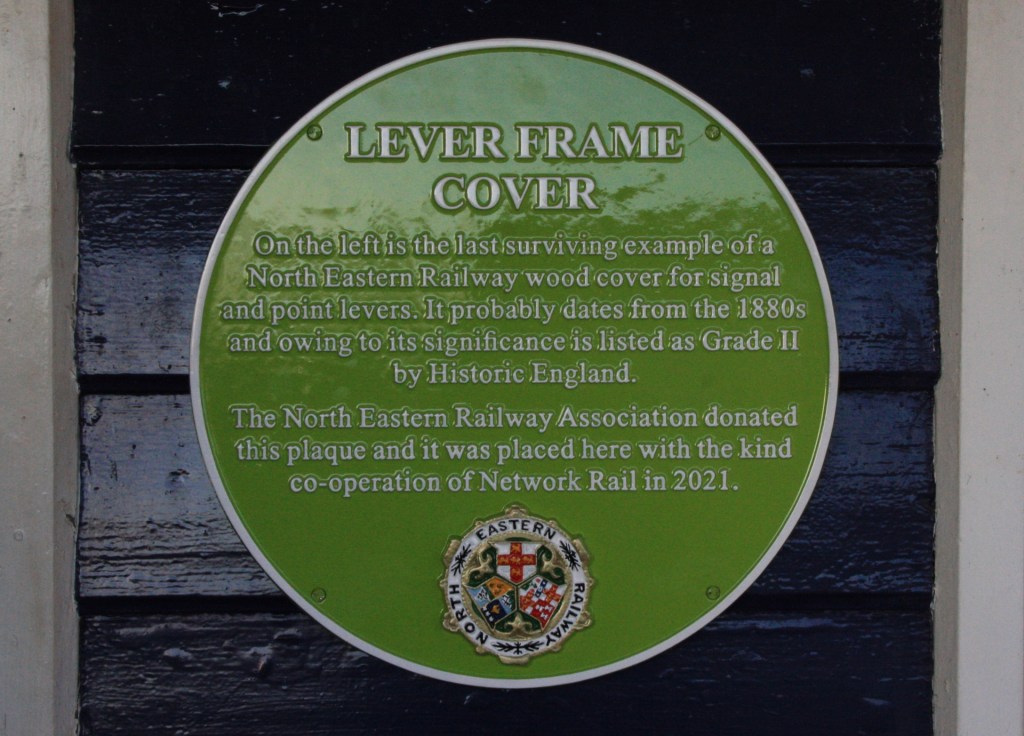 LEVER FRAME
COVER
On the left is the last surviving example of a
North Eastern Railway wood cover for signal
and point levers. It probably dates from the 1880s
and owing to its significance is listed as Grade II
by Historic England.
The North Eastern Railway Association donated
this plaque and it was placed here with the kind
co-operation of Network Rail in 2021.
NORTH EASTERN RAILWAY